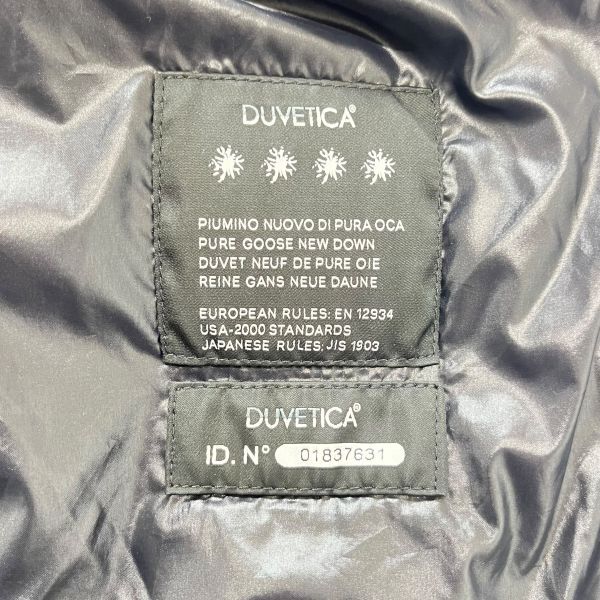 DUVETICA®
PIUMINO NUOVO DI PURA OCA
PURE GOOSE NEW DOWN
DUVET NEUF DE PURE OIE
REINE GANS NEUE DAUNE
EUROPEAN RULES: EN 12934
USA-2000 STANDARDS
JAPANESE RULES: JIS 1903
DUVETICA®
ID. N° 01837631